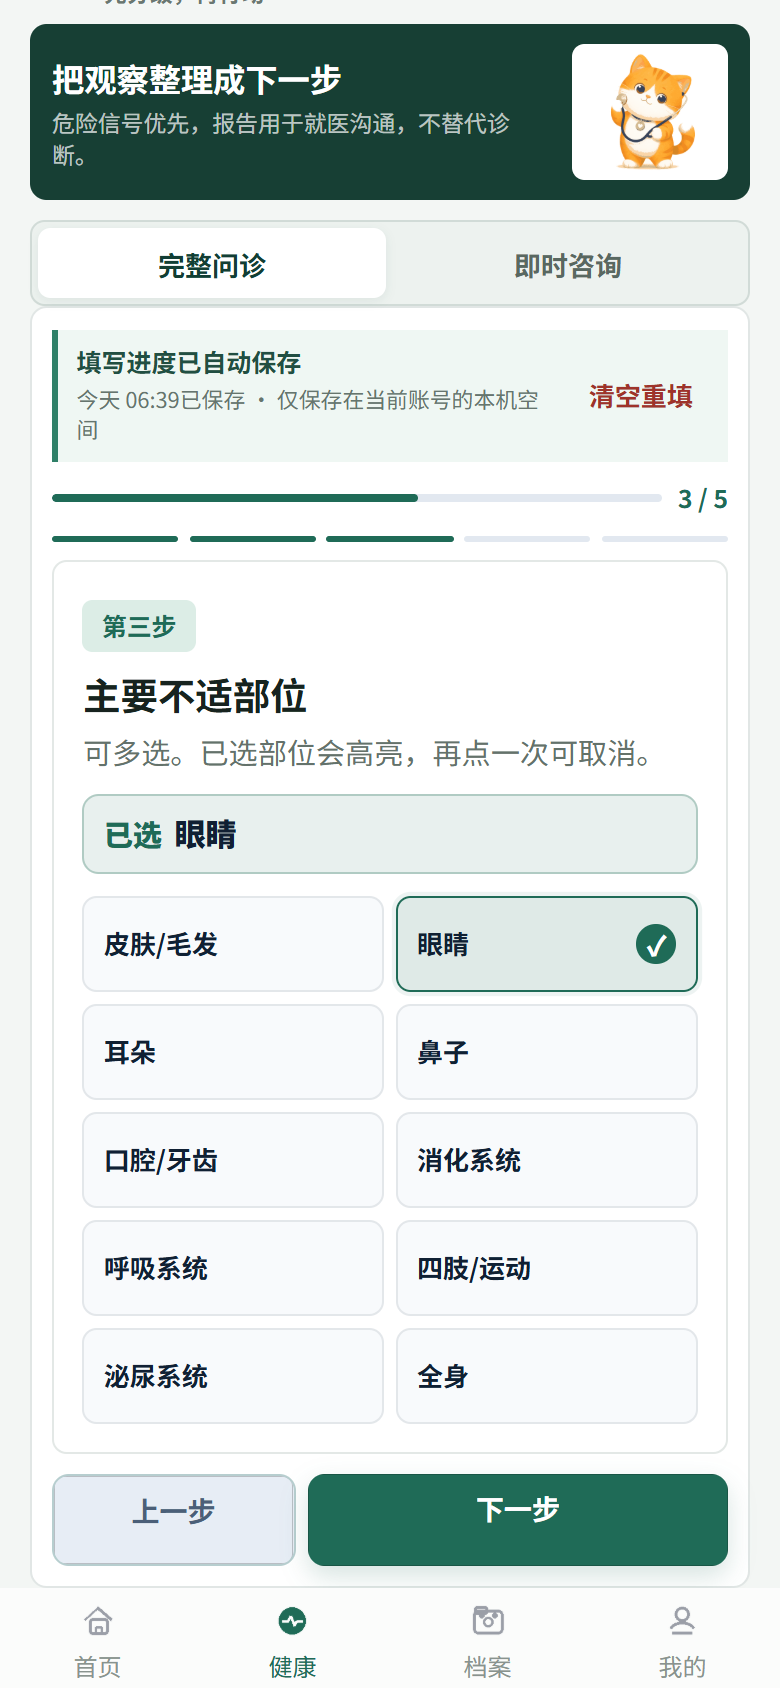 把观察整理成下一步
危险信号优先，报告用于就医沟通，不替代诊
断。
完整问诊
即时咨询
填写进度已自动保存
今天 06:39已保存 · 仅保存在当前账号的本机空
间
清空重填
3 / 5
第三步
主要不适部位
可多选。已选部位会高亮，再点一次可取消。
已选 眼睛
皮肤/毛发
眼睛
耳朵
鼻子
口腔/牙齿
消化系统
呼吸系统
四肢/运动
泌尿系统
全身
上一步
下一步
首页
健康
档案
我的